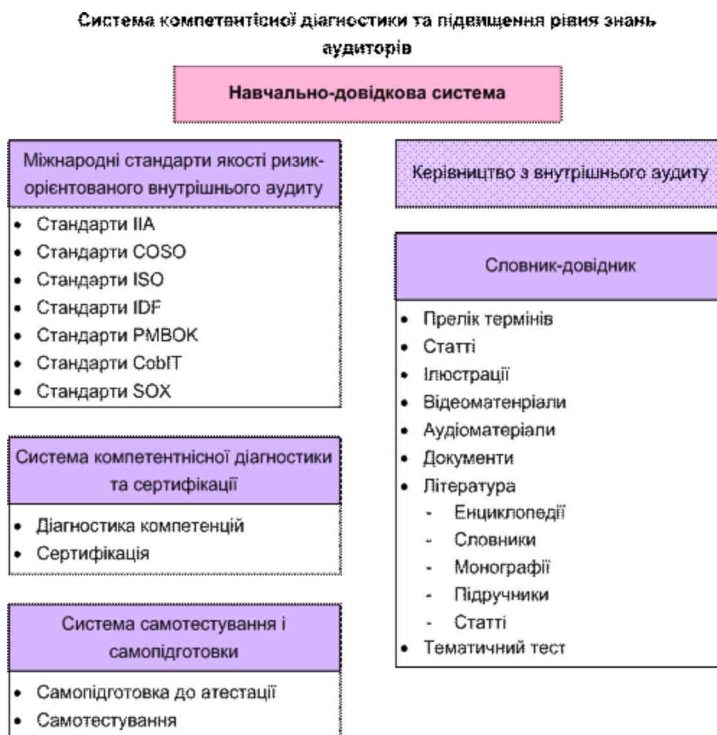 Система компетентісної діагностики та підвищення рівня знань
аудиторів
Навчально-довідкова система
Міжнародні стандарти якості ризик-
орієнтованого внутрішнього аудиту
• Стандарти IIA
• Стандарти COSO
• Стандарти ISO
• Стандарти IDF
• Стандарти PMBOK
• Стандарти CobIT
• Стандарти SOX
Система компетентнісної діагностики
та сертифікації
• Діагностика компетенцій
• Сертифікація
Система самотестування і
самопідготовки
• Самопідготовка до атестації
• Самотестування
Керівництво з внутрішнього аудиту
Словник-довідник
• Прелік термінів
• Статті
• Ілюстрації
• Відеоматенріали
• Аудіоматеріали
• Документи
• Література
- Енциклопедії
- Словники
- Монографії
- Підручники
- Статті
• Тематичний тест